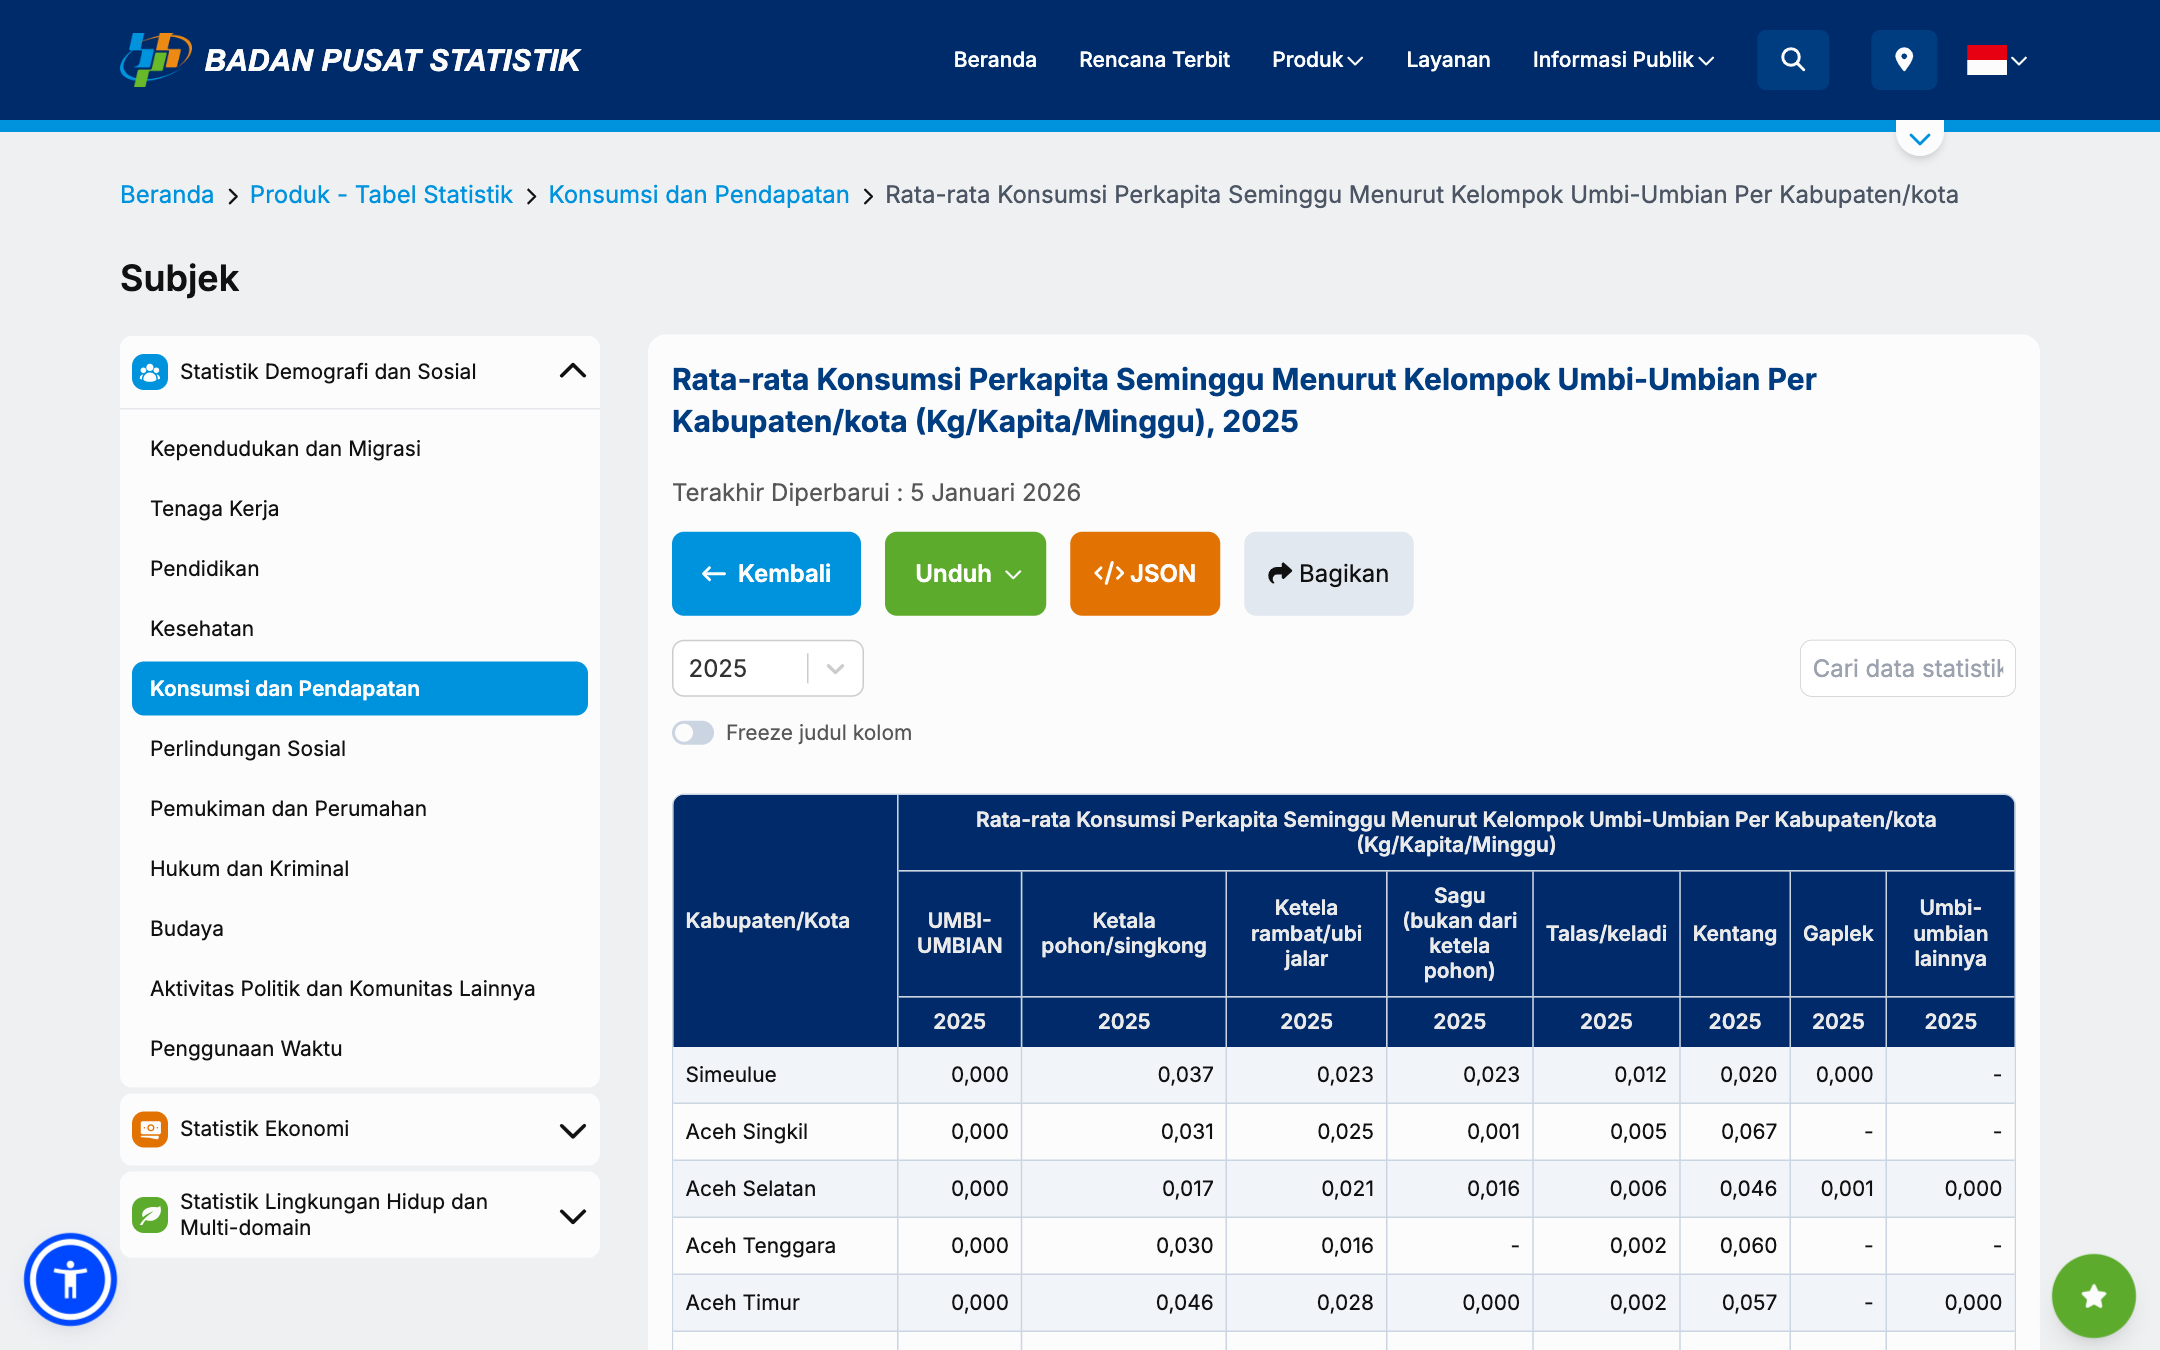 BADAN PUSAT STATISTIK
Beranda
Rencana Terbit
Produk
Layanan
Informasi Publik
Beranda > Produk - Tabel Statistik > Konsumsi dan Pendapatan > Rata-rata Konsumsi Perkapita Seminggu Menurut Kelompok Umbi-Umbian Per Kabupaten/kota
Subjek
Statistik Demografi dan Sosial
Kependudukan dan Migrasi
Tenaga Kerja
Pendidikan
Kesehatan
Konsumsi dan Pendapatan
Perlindungan Sosial
Pemukiman dan Perumahan
Hukum dan Kriminal
Budaya
Aktivitas Politik dan Komunitas Lainnya
Penggunaan Waktu
Statistik Ekonomi
Statistik Lingkungan Hidup dan
Multi-domain
Rata-rata Konsumsi Perkapita Seminggu Menurut Kelompok Umbi-Umbian Per
Kabupaten/kota (Kg/Kapita/Minggu), 2025
Terakhir Diperbarui : 5 Januari 2026
Kembali
Unduh
</> JSON
Bagikan
2025
Cari data statistik
Freeze judul kolom
Kabupaten/Kota
Rata-rata Konsumsi Perkapita Seminggu Menurut Kelompok Umbi-Umbian Per Kabupaten/kota
(Kg/Kapita/Minggu)
UMBI-
UMBIAN
Ketala
pohon/singkong
Ketela
rambat/ubi
jalar
Sagu
(bukan dari
ketela
pohon)
Talas/keladi
Kentang
Gaplek
Umbi-
umbian
lainnya
2025 2025 2025 2025 2025 2025 2025 2025
Simeulue 0,000 0,037 0,023 0,023 0,012 0,020 0,000 -
Aceh Singkil 0,000 0,031 0,025 0,001 0,005 0,067 - -
Aceh Selatan 0,000 0,017 0,021 0,016 0,006 0,046 0,001 0,000
Aceh Tenggara 0,000 0,030 0,016 - 0,002 0,060 - -
Aceh Timur 0,000 0,046 0,028 0,000 0,002 0,057 - 0,000